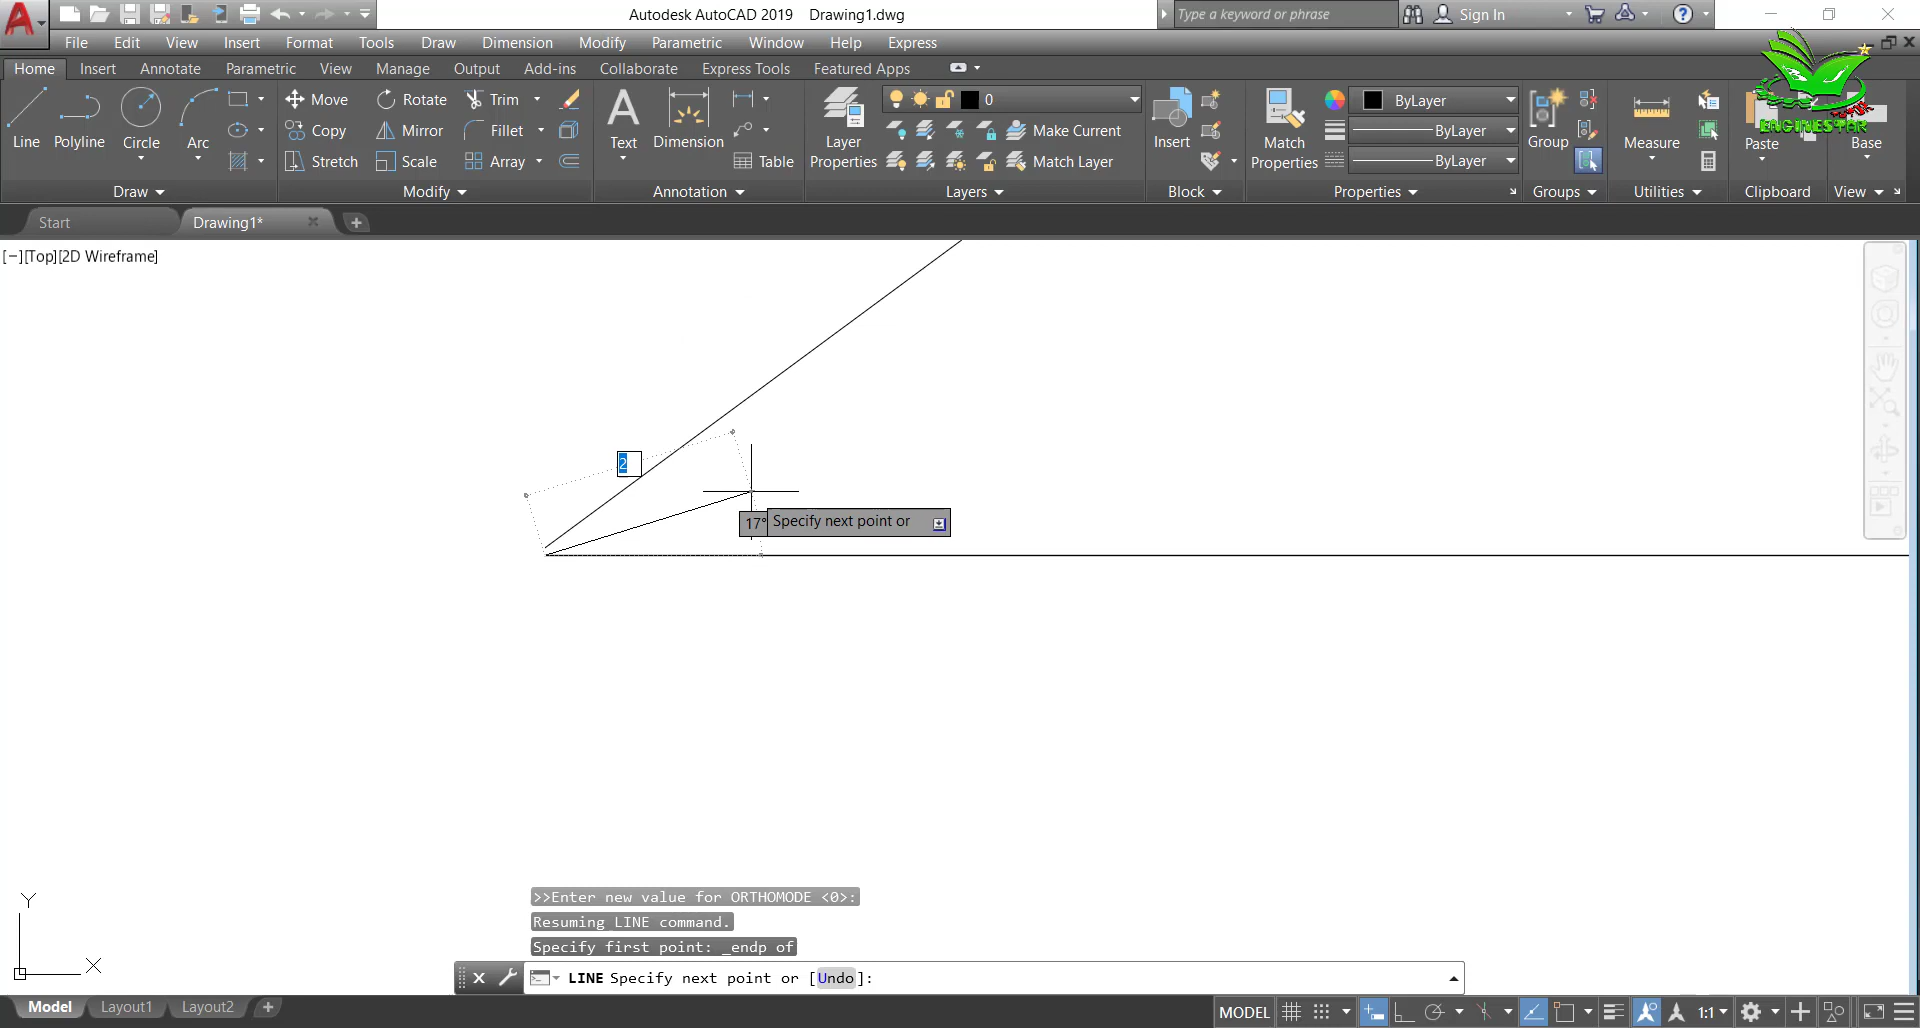 Autodesk AutoCAD 2019 Drawing1.dwg
Type a keyword or phrase
Sign In
File Edit View Insert Format Tools Draw Dimension Modify Parametric Window Help Express
Home Insert Annotate Parametric View Manage Output Add-ins Collaborate Express Tools Featured Apps
Line Polyline Circle Arc
Move Rotate Trim
Copy Mirror Fillet
Stretch Scale Array
Text Dimension Table
Layer Properties
0
Make Current
Match Layer
Insert
Match Properties
ByLayer
ByLayer
ByLayer
Group
Measure
Paste
Base
ENGINESTAR
Draw Modify Annotation Layers Block Properties Groups Utilities Clipboard View
Start Drawing1*
[−][Top][2D Wireframe]
2
17° Specify next point or
Y
X
>>Enter new value for ORTHOMODE <0>:
Resuming LINE command.
Specify first point: _endp of
LINE Specify next point or [Undo]:
Model Layout1 Layout2
MODEL 1:1